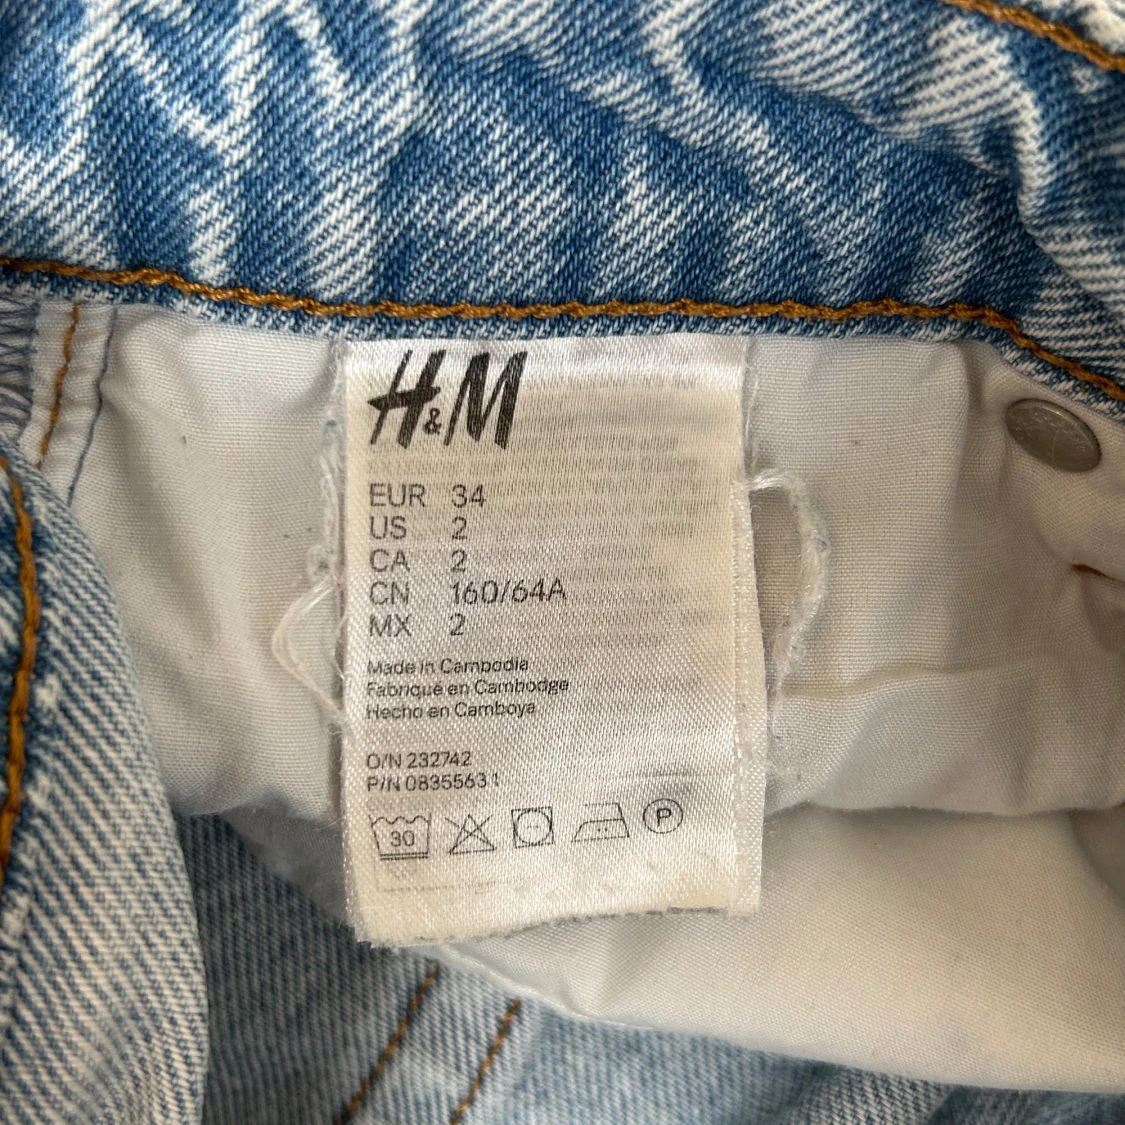 H&M
EUR 34
US 2
CA 2
CN 160/64A
MX 2
Made in Cambodia
Fabriqué en Cambodge
Hecho en Camboya
O/N 232742
P/N 0835563 1
30
P